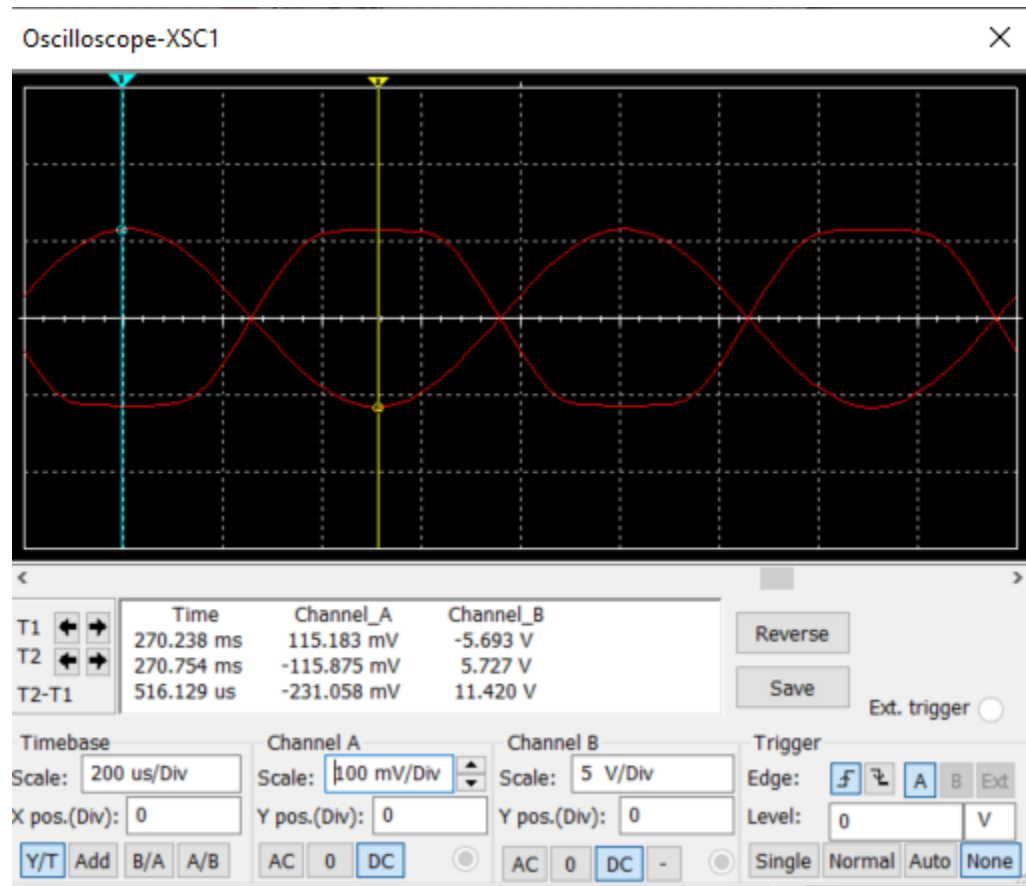 Oscilloscope-XSC1
T1
T2
T2-T1
Time Channel_A Channel_B
270.238 ms 115.183 mV -5.693 V
270.754 ms -115.875 mV 5.727 V
516.129 us -231.058 mV 11.420 V
Reverse
Save
Ext. trigger
Timebase
Scale: 200 us/Div
X pos.(Div): 0
Y/T Add B/A A/B
Channel A
Scale: 100 mV/Div
Y pos.(Div): 0
AC 0 DC
Channel B
Scale: 5 V/Div
Y pos.(Div): 0
AC 0 DC -
Trigger
Edge: A B Ext
Level: 0 V
Single Normal Auto None